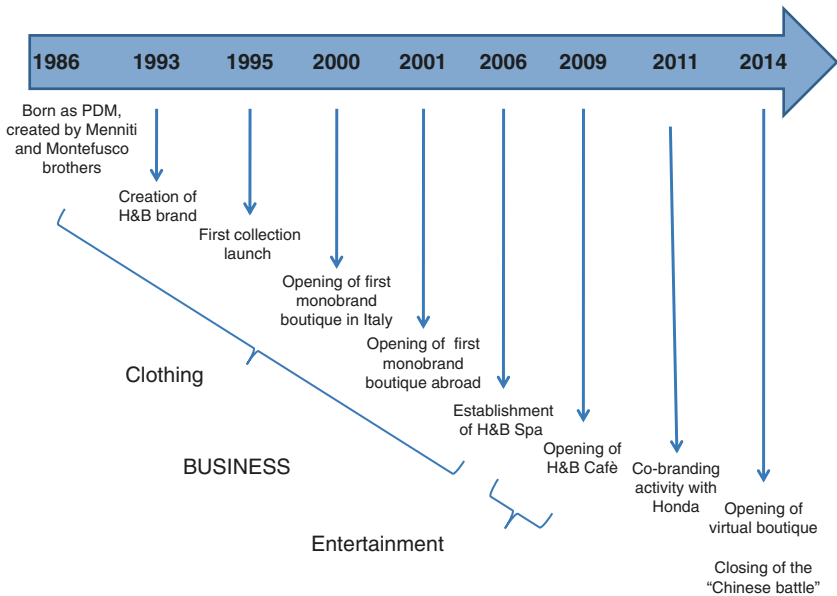 1986 1993 1995 2000 2001 2006 2009 2011 2014
Born as PDM,
created by Menniti
and Montefusco
brothers
Creation of
H&B brand
First collection
launch
Opening of first
monobrand
boutique in Italy
Opening of first
monobrand
boutique abroad
Establishment
of H&B Spa
Opening of
H&B Cafè
Co-branding
activity with
Honda
Opening of
virtual boutique
Closing of the
“Chinese battle”
Clothing
BUSINESS
Entertainment